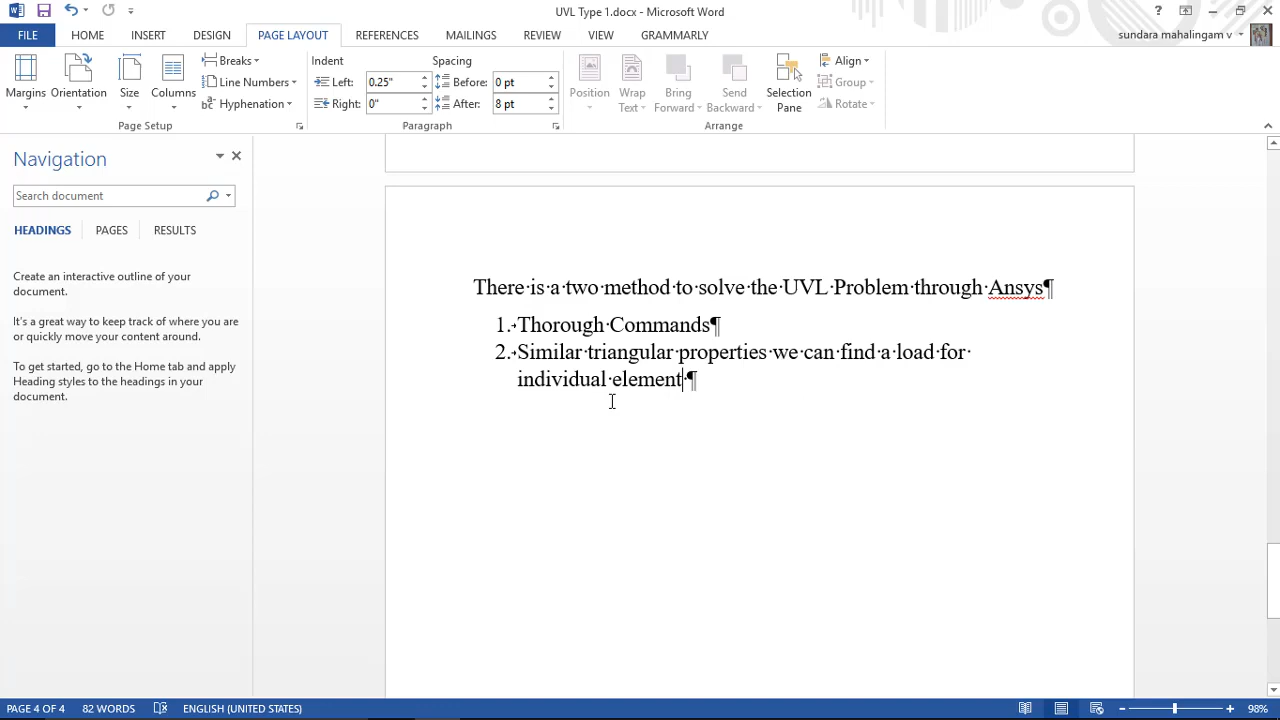 UVL Type 1.docx - Microsoft Word
?
FILE HOME INSERT DESIGN PAGE LAYOUT REFERENCES MAILINGS REVIEW VIEW GRAMMARLY sundara mahalingam v
Breaks Indent Spacing Align
Left: 0.25" Before: 0 pt
Line Numbers Group
Margins Orientation Size Columns Position Wrap Text Bring Forward Send Backward Selection Pane
Hyphenation Right: 0" After: 8 pt Rotate
Page Setup Paragraph Arrange
Navigation
Search document
HEADINGS PAGES RESULTS
Create an interactive outline of your
document.
It's a great way to keep track of where you are
or quickly move your content around.
To get started, go to the Home tab and apply
Heading styles to the headings in your
document.
There is a two method to solve the UVL Problem through Ansys¶
1. Thorough Commands¶
2. Similar triangular properties we can find a load for
individual element ¶
PAGE 4 OF 4 82 WORDS ENGLISH (UNITED STATES) 98%